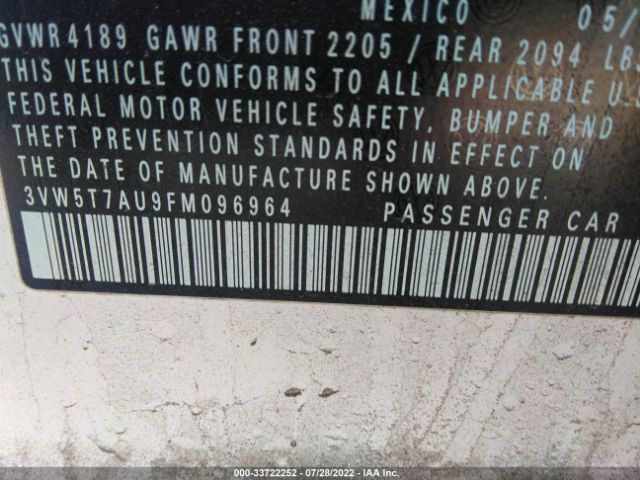 MEXICO 05/
GVWR 4189 GAWR FRONT 2205 / REAR 2094 LBS
THIS VEHICLE CONFORMS TO ALL APPLICABLE U.S
FEDERAL MOTOR VEHICLE SAFETY, BUMPER AND
THEFT PREVENTION STANDARDS IN EFFECT ON
THE DATE OF MANUFACTURE SHOWN ABOVE.
3VW5T7AU9FM096964 PASSENGER CAR
000-33722252 07/28/2022 IAA Inc.